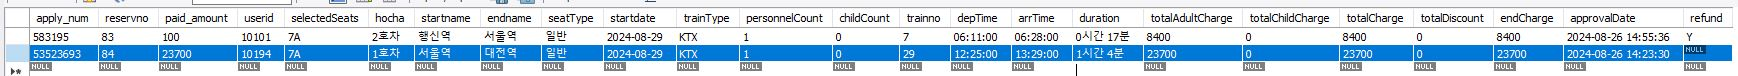 apply_num reservno paid_amount userid selectedSeats hocha startname endname seatType startdate trainType personnelCount childCount trainno depTime arrTime duration totalAdultCharge totalChildCharge totalCharge totalDiscount endCharge approvalDate refund
583195 83 100 10101 7A 2호차 행신역 서울역 일반 2024-08-29 KTX 1 0 7 06:11:00 06:28:00 0시간 17분 8400 0 8400 0 8400 2024-08-26 14:55:36 Y
53523693 84 23700 10194 7A 1호차 서울역 대전역 일반 2024-08-29 KTX 1 0 29 12:25:00 13:29:00 1시간 4분 23700 0 23700 0 23700 2024-08-26 14:23:30 NULL
NULL NULL NULL NULL NULL NULL NULL NULL NULL NULL NULL NULL NULL NULL NULL NULL NULL NULL NULL NULL NULL NULL NULL NULL